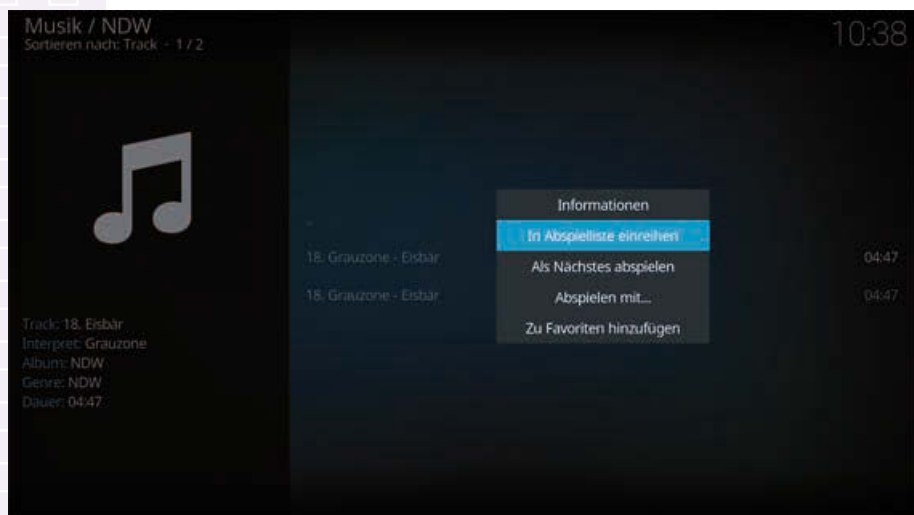 Musik / NDW
Sortieren nach: Track · 1 / 2
10:38
Informationen
In Abspielliste einreihen
18. Grauzone - Eisbär
04:47
Als Nächstes abspielen
18. Grauzone - Eisbär
04:47
Abspielen mit...
Zu Favoriten hinzufügen
Track: 18. Eisbär
Interpret: Grauzone
Album: NDW
Genre: NDW
Dauer: 04:47